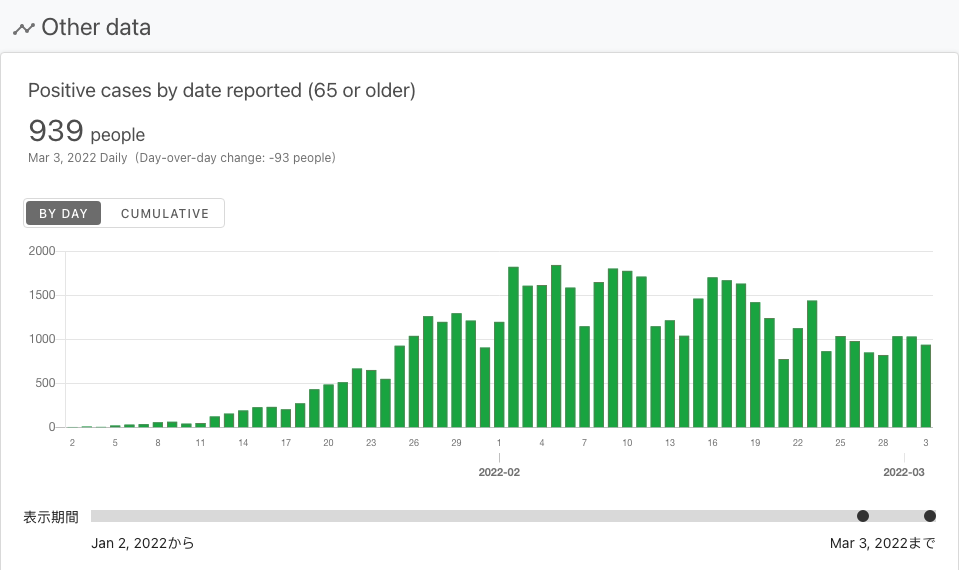 Other data
Positive cases by date reported (65 or older)
939 people
Mar 3, 2022 Daily (Day-over-day change: -93 people)
BY DAY CUMULATIVE
2000
1500
1000
500
0
2 5 8 11 14 17 20 23 26 29 1 4 7 10 13 16 19 22 25 28 3
2022-02 2022-03
表示期間
Jan 2, 2022から Mar 3, 2022まで